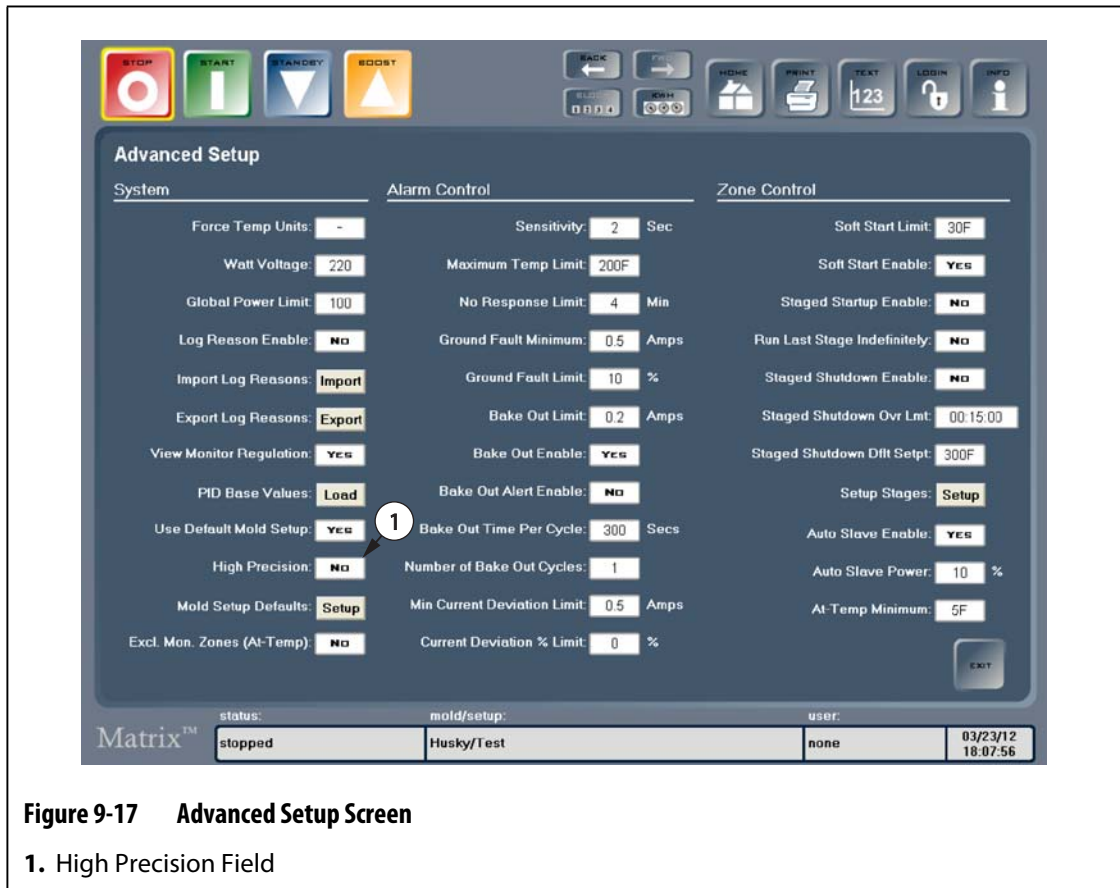 STOP START STANDBY BOOST BACK HOME PRINT TEXT LOGIN INFO
KWH 123
Advanced Setup
System
Force Temp Units: -
Watt Voltage: 220
Global Power Limit: 100
Log Reason Enable: NO
Import Log Reasons: Import
Export Log Reasons: Export
View Monitor Regulation: YES
PID Base Values: Load
Use Default Mold Setup: YES
High Precision: NO
1
Mold Setup Defaults: Setup
Excl. Mon. Zones (At-Temp): NO
Alarm Control
Sensitivity: 2 Sec
Maximum Temp Limit: 200F
No Response Limit: 4 Min
Ground Fault Minimum: 0.5 Amps
Ground Fault Limit: 10 %
Bake Out Limit: 0.2 Amps
Bake Out Enable: YES
Bake Out Alert Enable: NO
Bake Out Time Per Cycle: 300 Secs
Number of Bake Out Cycles: 1
Min Current Deviation Limit: 0.5 Amps
Current Deviation % Limit: 0 %
Zone Control
Soft Start Limit: 30F
Soft Start Enable: YES
Staged Startup Enable: NO
Run Last Stage Indefinitely: NO
Staged Shutdown Enable: NO
Staged Shutdown Ovr Lmt: 00:15:00
Staged Shutdown Dflt Setpt: 300F
Setup Stages: Setup
Auto Slave Enable: YES
Auto Slave Power: 10 %
At-Temp Minimum: 5F
EXIT
Matrix™
status: mold/setup: user:
stopped Husky/Test none 03/23/12
18:07:56
Figure 9-17 Advanced Setup Screen
1. High Precision Field